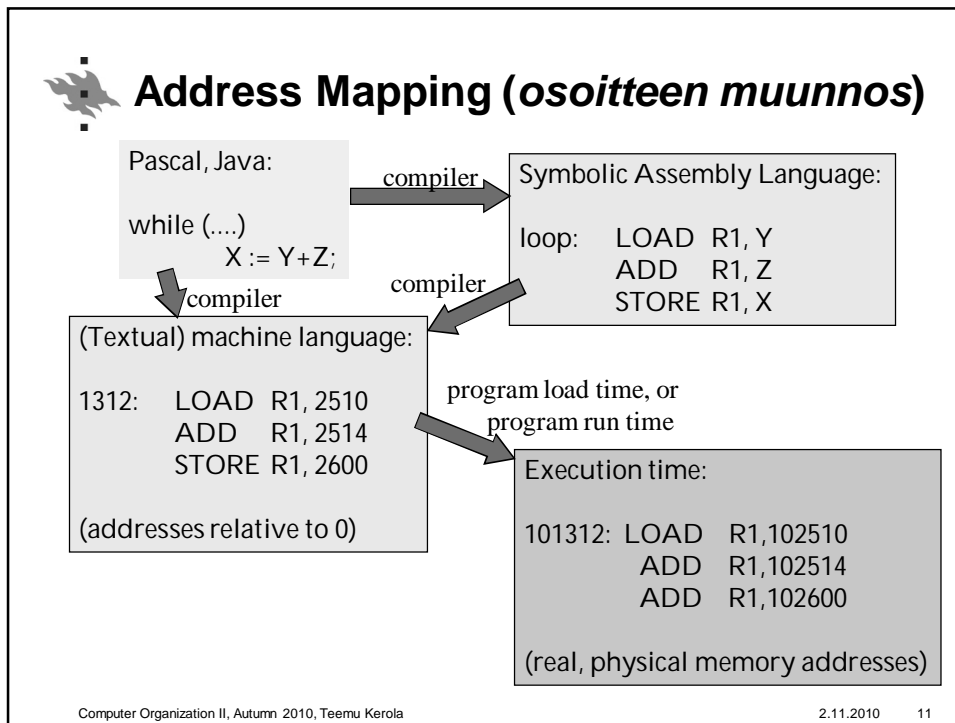 Address Mapping (osoitteen muunnos)
Pascal, Java:
while (....)
X := Y+Z;
compiler
Symbolic Assembly Language:
loop: LOAD R1, Y
ADD R1, Z
STORE R1, X
compiler
compiler
(Textual) machine language:
1312: LOAD R1, 2510
ADD R1, 2514
STORE R1, 2600
(addresses relative to 0)
program load time, or
program run time
Execution time:
101312: LOAD R1,102510
ADD R1,102514
ADD R1,102600
(real, physical memory addresses)
Computer Organization II, Autumn 2010, Teemu Kerola 2.11.2010 11